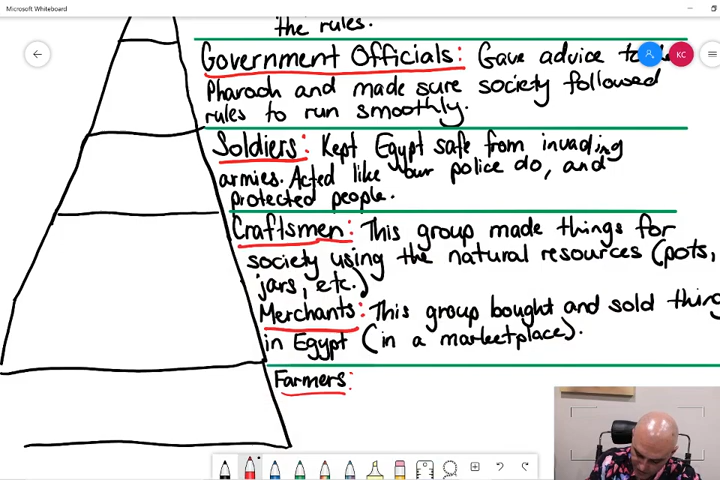 Microsoft Whiteboard
the rules.
Government Officials: Gave advice to
Pharaoh and made sure society followed
rules to run smoothly.
Soldiers: Kept Egypt safe from invading
armies. Acted like our police do, and
protected people.
Craftsmen: This group made things for
society using the natural resources (pots,
jars, etc.)
Merchants: This group bought and sold thing
in Egypt (in a marketplace).
Farmers:
KC